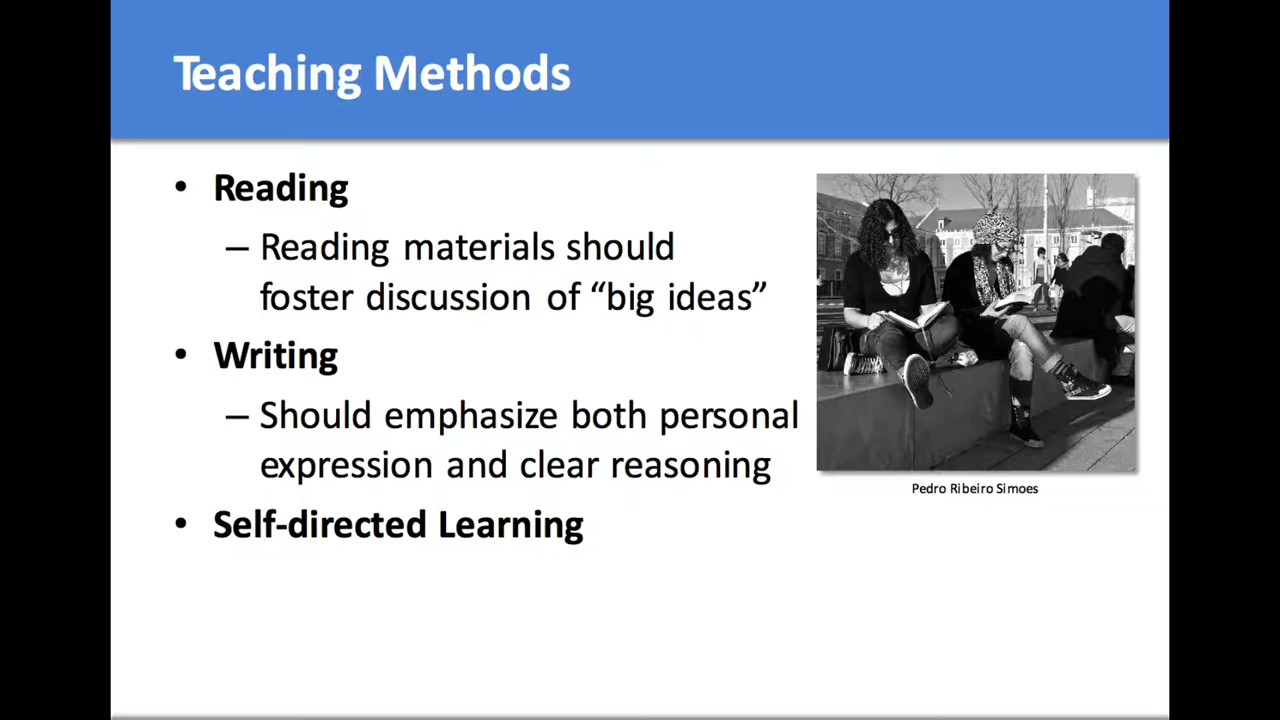 Teaching Methods
• Reading
– Reading materials should
foster discussion of “big ideas”
• Writing
– Should emphasize both personal
expression and clear reasoning
• Self-directed Learning
Pedro Ribeiro Simoes